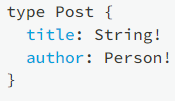 type Post {
  title: String!
  author: Person!
}